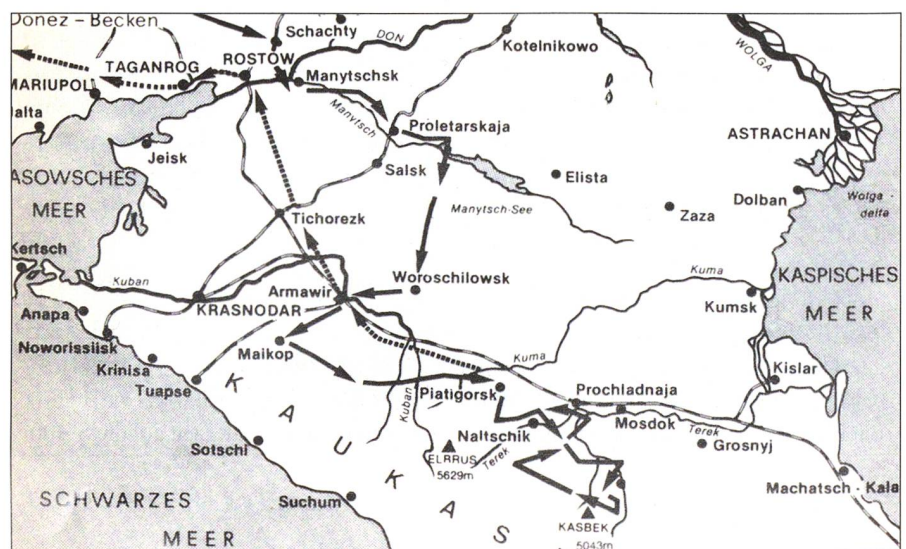 Donez - Becken
Schachty
DON
Kotelnikowo
WOLGA
TAGANROG
ROSTOW
Manytschsk
MARIUPOL
Jalta
Manytsch
Proletarskaja
ASTRACHAN
Jeisk
Salsk
Elista
ASOWSCHES
MEER
Dolban
Wolga -
delta
Manytsch-See
Zaza
Tichorezk
Kertsch
Kuban
Woroschilowsk
Kuma
KASPISCHES
MEER
Armawir
KRASNODAR
Kumsk
Anapa
Noworissiisk
Krinisa
Maikop
Kuma
Kislar
Tuapse
Kuban
Piatigorsk
Prochladnaja
Mosdok
Terek
Grosnyj
Naltschik
Terek
ELRRUS
5629m
Sotschi
Machatsch - Kala
SCHWARZES
MEER
Suchum
KASBEK
5043m
K A U K A S